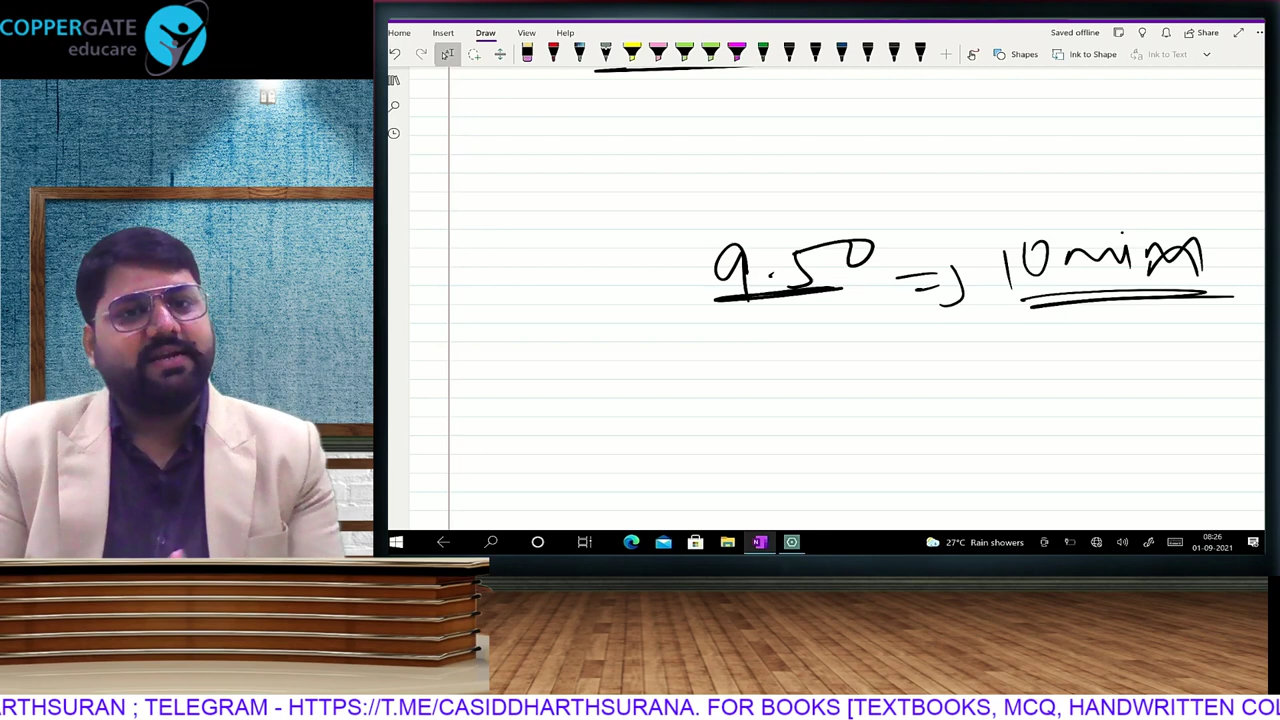 COPPERGATE
educare
Home Insert Draw View Help
Saved offline Share
Shapes Ink to Shape Ink to Text
9.50 => 10 min
27°C Rain showers
08:26
01-09-2021
ARTHSURAN ; TELEGRAM - HTTPS://T.ME/CASIDDHARTHSURANA. FOR BOOKS [TEXTBOOKS, MCQ, HANDWRITTEN COL